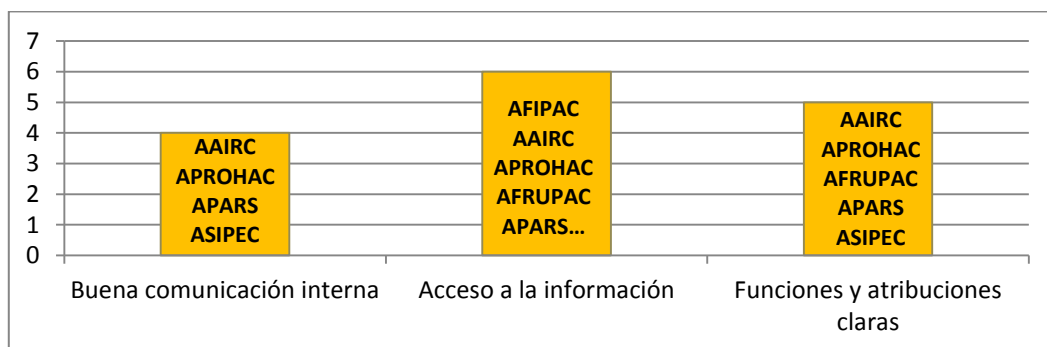 7
6
5
4
3
2
1
0
AAIRC
APROHAC
APARS
ASIPEC
AFIPAC
AAIRC
APROHAC
AFRUPAC
APARS...
AAIRC
APROHAC
AFRUPAC
APARS
ASIPEC
Buena comunicación interna
Acceso a la información
Funciones y atribuciones
claras